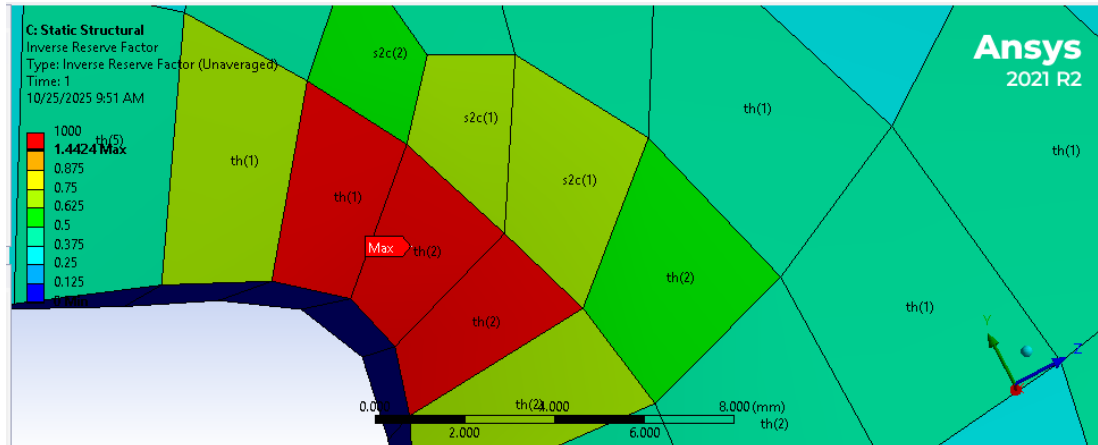 C: Static Structural
Inverse Reserve Factor
Type: Inverse Reserve Factor (Unaveraged)
Time: 1
10/25/2025 9:51 AM
Ansys
2021 R2
1000
1.4424 Max
0.875
0.75
0.625
0.5
0.375
0.25
0.125
th(5)
th(1)
s2c(2)
s2c(1)
th(1)
th(1)
th(1)
s2c(1)
Max
th(2)
th(2)
th(2)
th(1)
Y
Z
0.000
th(2)
4.000
8.000 (mm)
2.000
6.000
th(2)